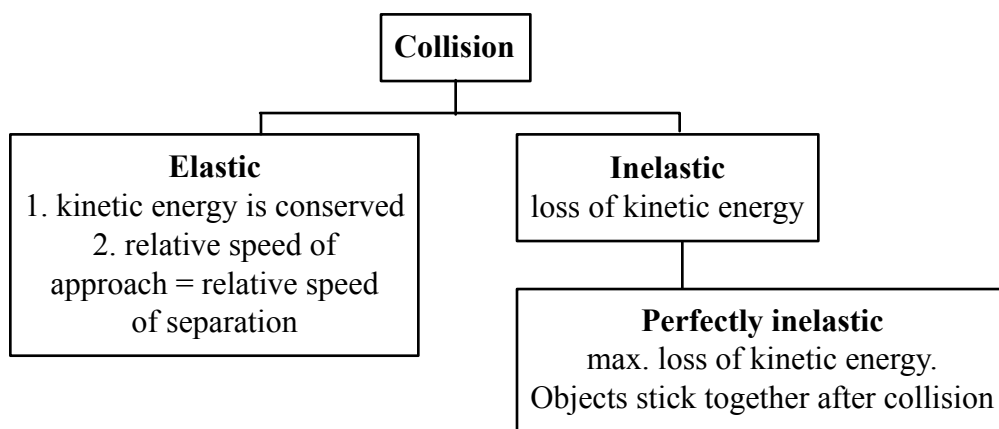 Collision
Elastic
1. kinetic energy is conserved
2. relative speed of
approach = relative speed
of separation
Inelastic
loss of kinetic energy
Perfectly inelastic
max. loss of kinetic energy.
Objects stick together after collision